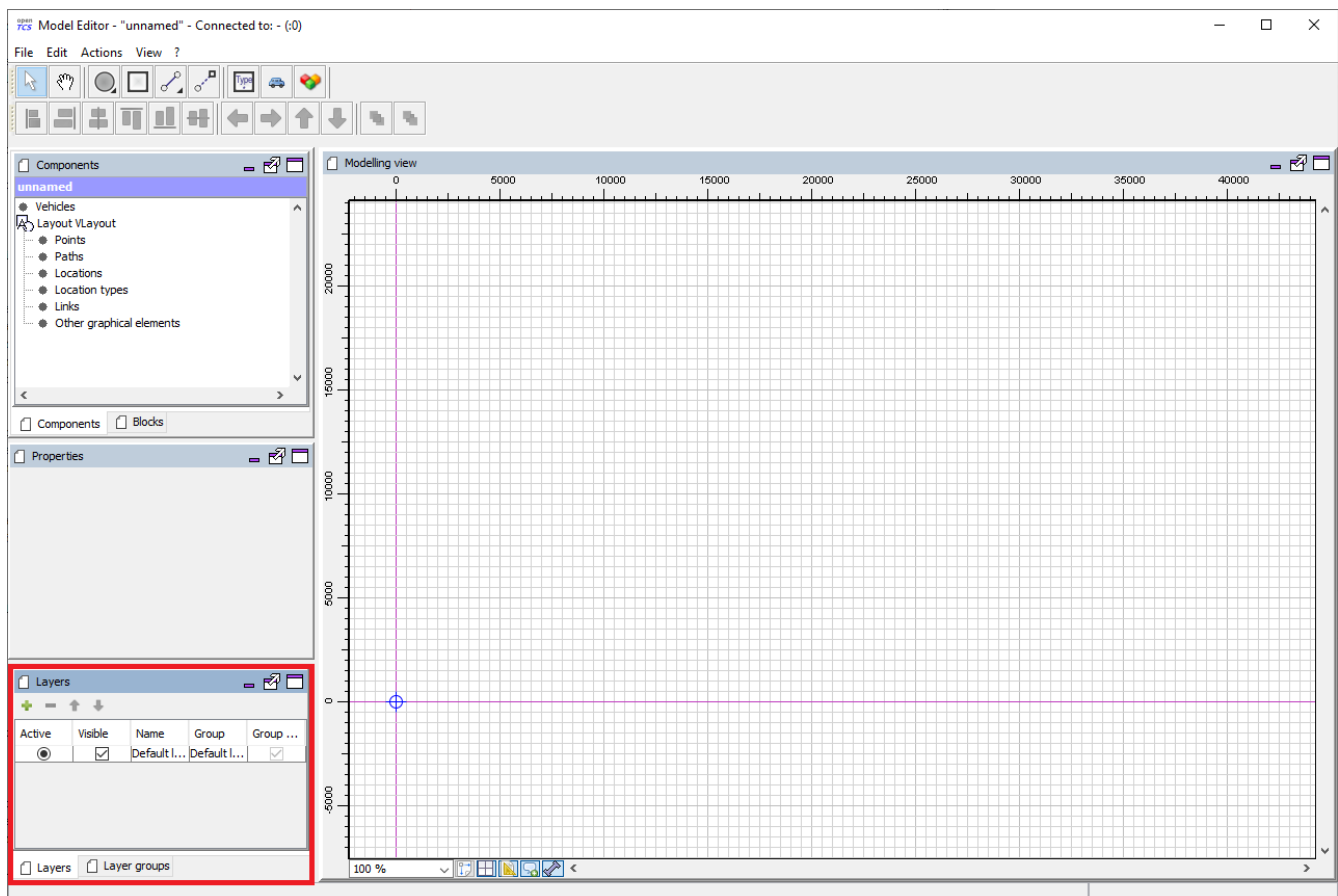 open TCS Model Editor - "unnamed" - Connected to: - (:0)
File Edit Actions View ?
Type
Components
unnamed
Vehicles
Layout VLayout
Points
Paths
Locations
Location types
Links
Other graphical elements
Components Blocks
Properties
Layers
Active Visible Name Group Group ...
Default l... Default l...
Layers Layer groups
Modelling view
0 5000 10000 15000 20000 25000 30000 35000 40000
20000
15000
10000
5000
0
-5000
100 %